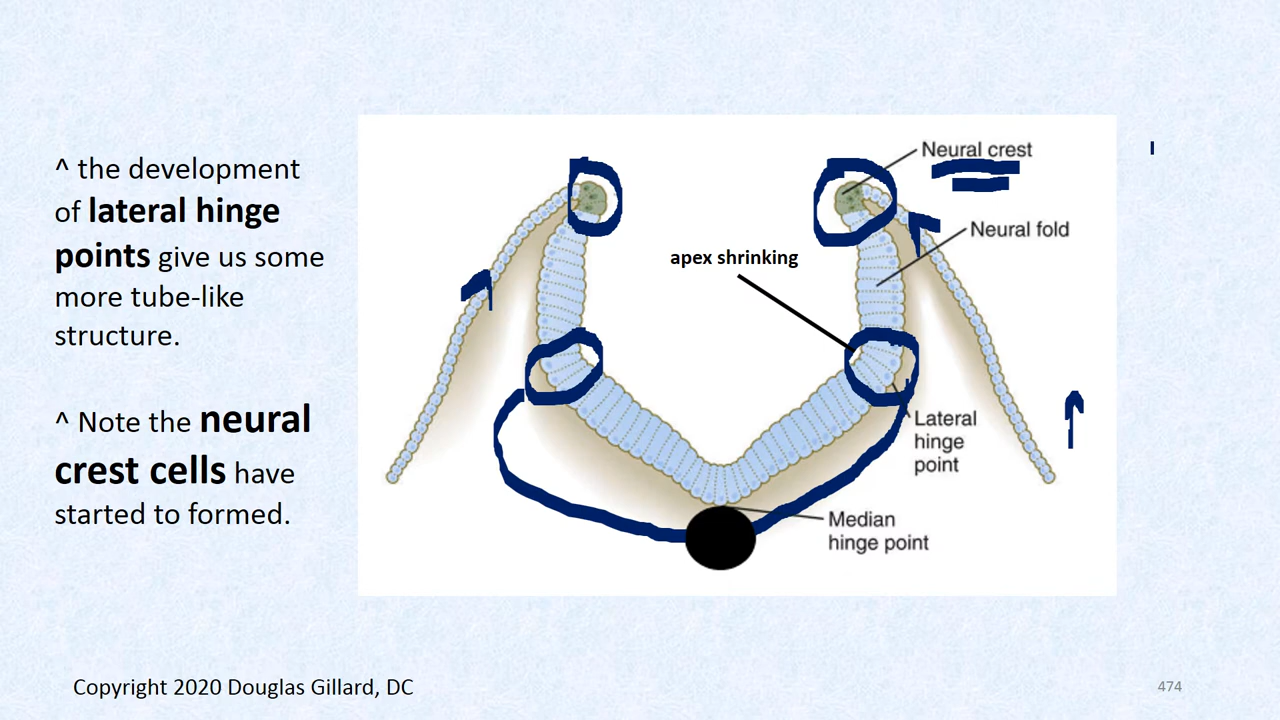 ^ the development
of lateral hinge
points give us some
more tube-like
structure.
^ Note the neural
crest cells have
started to formed.
Neural crest
Neural fold
apex shrinking
Lateral
hinge
point
Median
hinge point
Copyright 2020 Douglas Gillard, DC
474